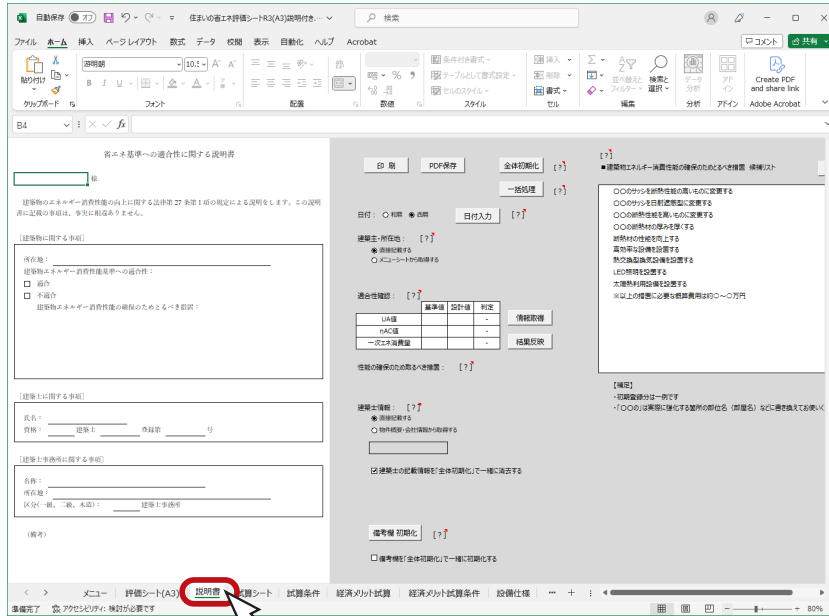 自動保存 オフ 住まいの省エネ評価シートR3(A3)説明付き.… 検索
ファイル ホーム 挿入 ページレイアウト 数式 データ 校閲 表示 自動化 ヘルプ Acrobat コメント 共有
貼り付け 游明朝 10.5 A A 条件付き書式 挿入
B I U A テーブルとして書式設定 削除
セルのスタイル 書式 並べ替えと フィルター 検索と 選択 データ 分析 アド イン Create PDF and share link
クリップボード フォント 配置 数値 スタイル セル 編集 分析 アドイン Adobe Acrobat
B4 fx
省エネ基準への適合性に関する説明書
様
建築物のエネルギー消費性能の向上に関する法律第 27 条第 1 項の規定による説明をします。この説明
書に記載の事項は、事実に相違ありません。
[建築物に関する事項]
所在地:
建築物エネルギー消費性能基準への適合性:
適合
不適合
建築物エネルギー消費性能の確保のためとるべき措置:
[建築士に関する事項]
氏名:
資格: 建築士 登録第 号
[建築士事務所に関する事項]
名称:
所在地:
区分(一級、二級、木造): 建築士事務所
(備考)
印 刷 PDF保存 全体初期化 [?]
一括処理 [?]
日付: 和暦 西暦 日付入力 [?]
建築主・所在地: [?]
直接記載する
メニューシートから取得する
適合性確認: [?]
基準値 設計値 判定
UA値 -
ηAC値 -
一次エネ消費量 -
情報取得
結果反映
性能の確保のため取るべき措置: [?]
建築士情報: [?]
直接記載する
物件概要・会社情報から取得する
建築士の記載情報を「全体初期化」で一緒に消去する
備考欄 初期化 [?]
備考欄を「全体初期化」で一緒に初期化する
[?]
■建築物エネルギー消費性能の確保のためとるべき措置 候補リスト
〇〇のサッシを断熱性能の高いものに変更する
〇〇のサッシを日射遮蔽型に変更する
〇〇の断熱性能を高いものに変更する
〇〇の断熱材の厚みを厚くする
断熱材の性能を向上する
高効率な設備を設置する
熱交換型換気設備を設置する
LED照明を設置する
太陽熱利用設備を設置する
※以上の措置に必要な概算費用は約〇~〇万円
【補足】
・初期登録分は一例です
・「〇〇の」は実際に強化する箇所の部位名(部屋名)などに書き換えてお使いく
メニュー 評価シート(A3) 説明書 試算シート 試算条件 経済メリット試算 経済メリット試算条件 設備仕様 … +
準備完了 アクセシビリティ: 検討が必要です 80%